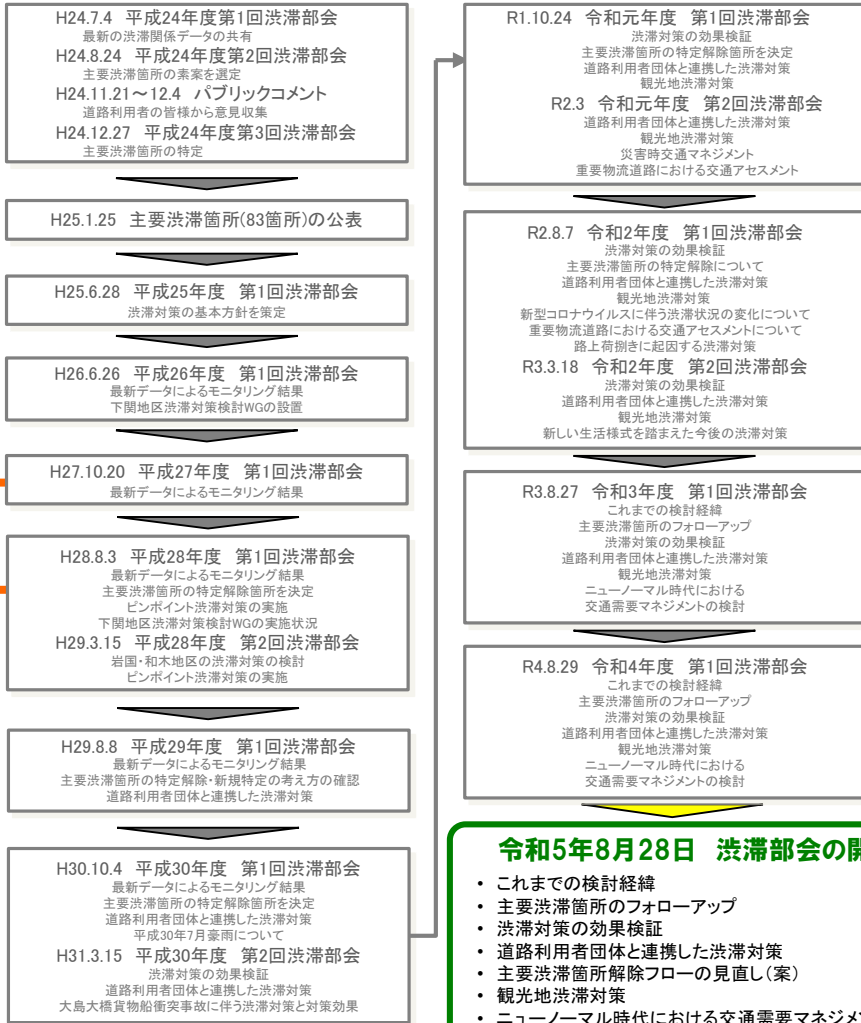 H24.7.4 平成24年度第1回渋滞部会
最新の渋滞関係データの共有
H24.8.24 平成24年度第2回渋滞部会
主要渋滞箇所の素案を選定
H24.11.21～12.4 パブリックコメント
道路利用者の皆様から意見収集
H24.12.27 平成24年度第3回渋滞部会
主要渋滞箇所の特定
H25.1.25 主要渋滞箇所(83箇所)の公表
H25.6.28 平成25年度 第1回渋滞部会
渋滞対策の基本方針を策定
H26.6.26 平成26年度 第1回渋滞部会
最新データによるモニタリング結果
下関地区渋滞対策検討WGの設置
H27.10.20 平成27年度 第1回渋滞部会
最新データによるモニタリング結果
H28.8.3 平成28年度 第1回渋滞部会
最新データによるモニタリング結果
主要渋滞箇所の特定解除箇所を決定
ピンポイント渋滞対策の実施
下関地区渋滞対策検討WGの実施状況
H29.3.15 平成28年度 第2回渋滞部会
岩国・和木地区の渋滞対策の検討
ピンポイント渋滞対策の実施
H29.8.8 平成29年度 第1回渋滞部会
最新データによるモニタリング結果
主要渋滞箇所の特定解除・新規特定の考え方の確認
道路利用者団体と連携した渋滞対策
H30.10.4 平成30年度 第1回渋滞部会
最新データによるモニタリング結果
主要渋滞箇所の特定解除箇所を決定
道路利用者団体と連携した渋滞対策
平成30年7月豪雨について
H31.3.15 平成30年度 第2回渋滞部会
渋滞対策の効果検証
道路利用者団体と連携した渋滞対策
大島大橋貨物船衝突事故に伴う渋滞対策と対策効果
R1.10.24 令和元年度 第1回渋滞部会
渋滞対策の効果検証
主要渋滞箇所の特定解除箇所を決定
道路利用者団体と連携した渋滞対策
観光地渋滞対策
R2.3 令和元年度 第2回渋滞部会
道路利用者団体と連携した渋滞対策
観光地渋滞対策
災害時交通マネジメント
重要物流道路における交通アセスメント
R2.8.7 令和2年度 第1回渋滞部会
渋滞対策の効果検証
主要渋滞箇所の特定解除について
道路利用者団体と連携した渋滞対策
観光地渋滞対策
新型コロナウイルスに伴う渋滞状況の変化について
重要物流道路における交通アセスメントについて
路上荷捌きに起因する渋滞対策
R3.3.18 令和2年度 第2回渋滞部会
渋滞対策の効果検証
道路利用者団体と連携した渋滞対策
観光地渋滞対策
新しい生活様式を踏まえた今後の渋滞対策
R3.8.27 令和3年度 第1回渋滞部会
これまでの検討経緯
主要渋滞箇所のフォローアップ
渋滞対策の効果検証
道路利用者団体と連携した渋滞対策
観光地渋滞対策
ニューノーマル時代における
交通需要マネジメントの検討
R4.8.29 令和4年度 第1回渋滞部会
これまでの検討経緯
主要渋滞箇所のフォローアップ
渋滞対策の効果検証
道路利用者団体と連携した渋滞対策
観光地渋滞対策
ニューノーマル時代における
交通需要マネジメントの検討
令和5年8月28日 渋滞部会の開
・ これまでの検討経緯
・ 主要渋滞箇所のフォローアップ
・ 渋滞対策の効果検証
・ 道路利用者団体と連携した渋滞対策
・ 主要渋滞箇所解除フローの見直し(案)
・ 観光地渋滞対策
・ ニューノーマル時代における交通需要マネジメ